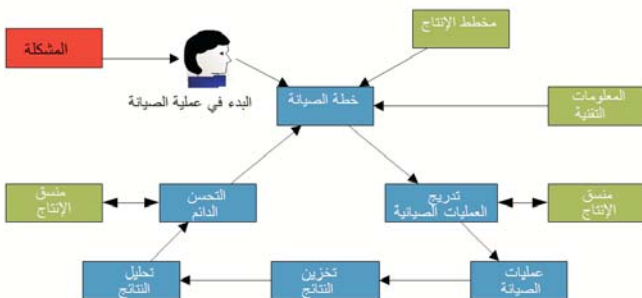 مخطط الإنتاج
المشكلة
البدء في عملية الصيانة
خطة الصيانة
المعلومات
التقنية
منسق
الإنتاج
التحسن
الدائم
تدريج
العمليات الصيانية
منسق
الإنتاج
تحليل
النتائج
تخزين
النتائج
عمليات
الصيانة